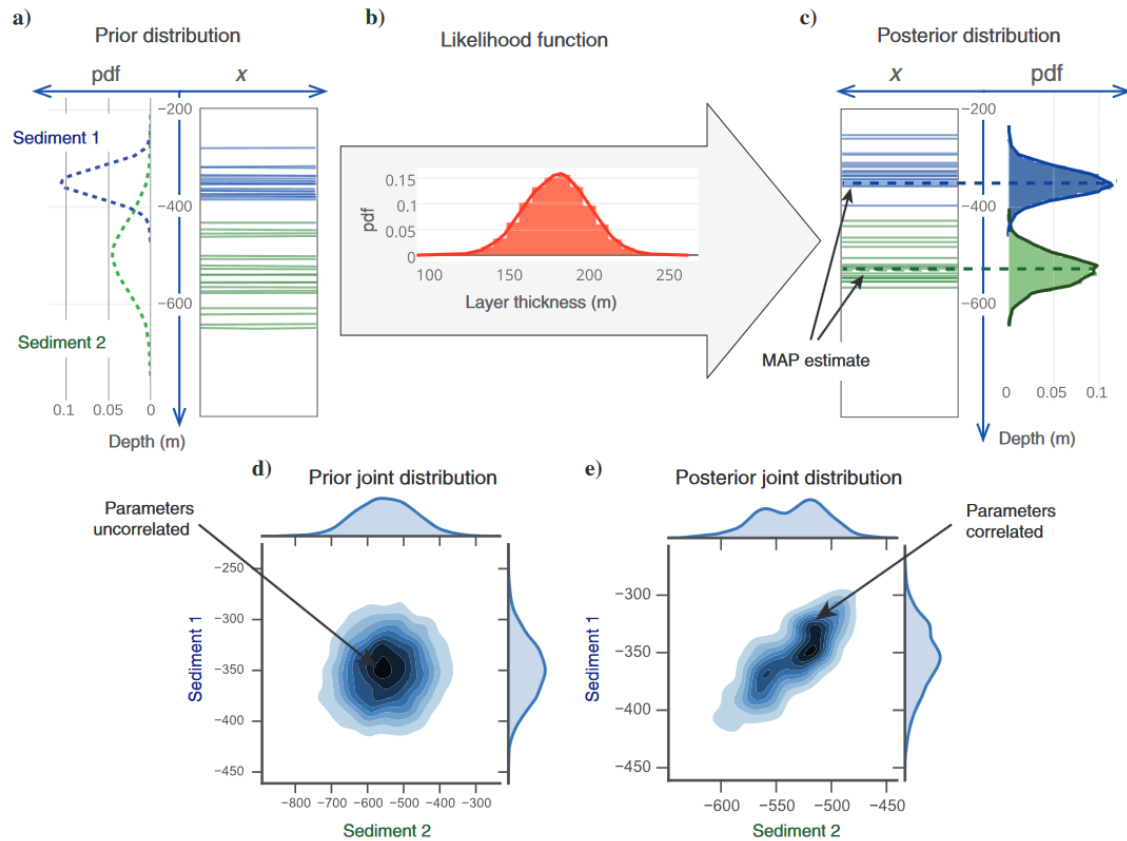 a)
Prior distribution
pdf
x
−200
Sediment 1
−400
−600
Sediment 2
0.1
0.05
0
Depth (m)
b)
Likelihood function
pdf
0.15
0.1
0.05
0
100
150
200
250
Layer thickness (m)
c)
Posterior distribution
x
pdf
−200
−400
−600
MAP estimate
0
0.05
0.1
Depth (m)
d)
Prior joint distribution
Parameters
uncorrelated
Sediment 1
−250
−300
−350
−400
−450
−800
−700
−600
−500
−400
−300
Sediment 2
e)
Posterior joint distribution
Parameters
correlated
Sediment 1
−300
−350
−400
−450
−600
−550
−500
−450
Sediment 2